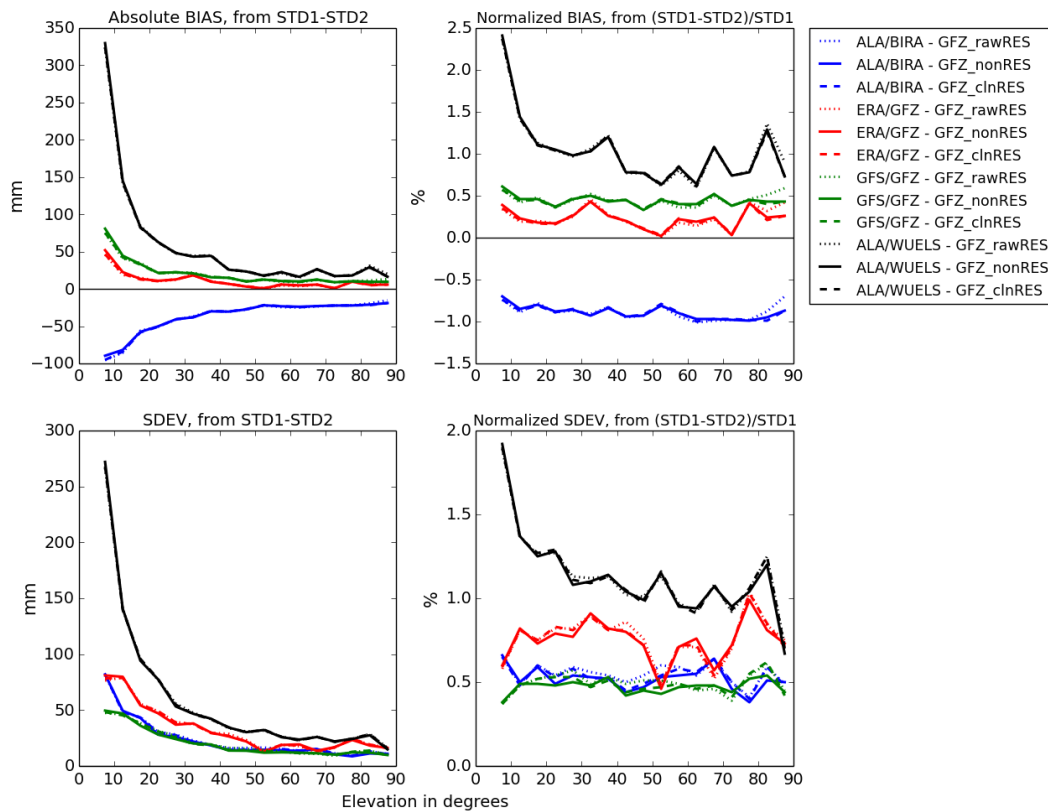 Absolute BIAS, from STD1-STD2
350
300
250
200
150
100
50
0
−50
−100
mm
0 10 20 30 40 50 60 70 80 90
Normalized BIAS, from (STD1-STD2)/STD1
2.5
2.0
1.5
1.0
0.5
0.0
−0.5
−1.0
−1.5
%
0 10 20 30 40 50 60 70 80 90
ALA/BIRA - GFZ_rawRES
ALA/BIRA - GFZ_nonRES
ALA/BIRA - GFZ_clnRES
ERA/GFZ - GFZ_rawRES
ERA/GFZ - GFZ_nonRES
ERA/GFZ - GFZ_clnRES
GFS/GFZ - GFZ_rawRES
GFS/GFZ - GFZ_nonRES
GFS/GFZ - GFZ_clnRES
ALA/WUELS - GFZ_rawRES
ALA/WUELS - GFZ_nonRES
ALA/WUELS - GFZ_clnRES
SDEV, from STD1-STD2
300
250
200
150
100
50
0
mm
0 10 20 30 40 50 60 70 80 90
Normalized SDEV, from (STD1-STD2)/STD1
2.0
1.5
1.0
0.5
0.0
%
0 10 20 30 40 50 60 70 80 90
Elevation in degrees